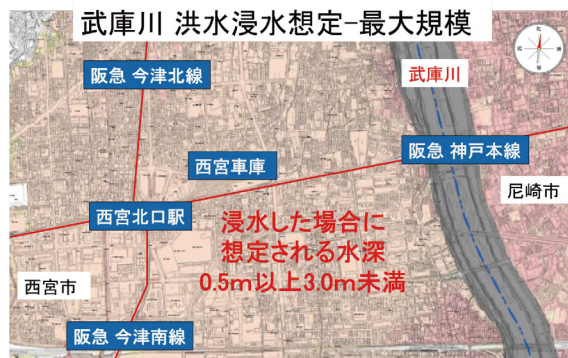 武庫川 洪水浸水想定-最大規模
阪急 今津北線
武庫川
北
阪急 神戸本線
西宮車庫
尼崎市
西宮北口駅
浸水した場合に
想定される水深
0.5m以上3.0m未満
西宮市
阪急 今津南線